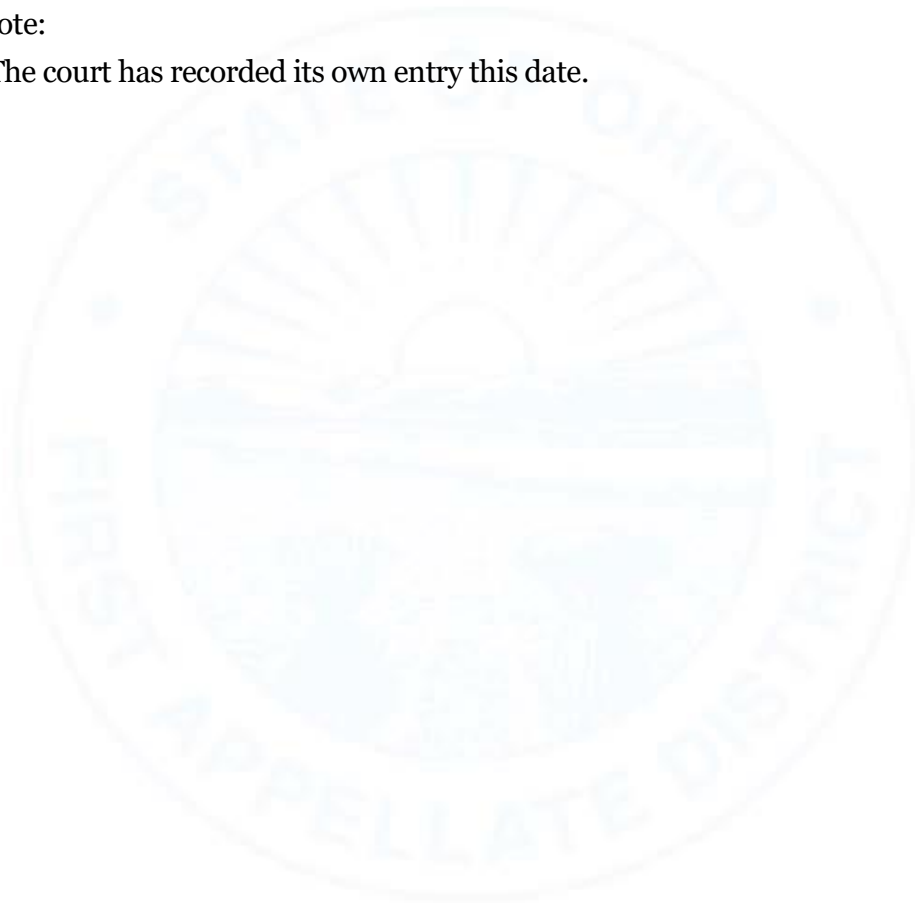 ote:
The court has recorded its own entry this date.
STATE OF OHIO
FIRST APPELLATE DISTRICT